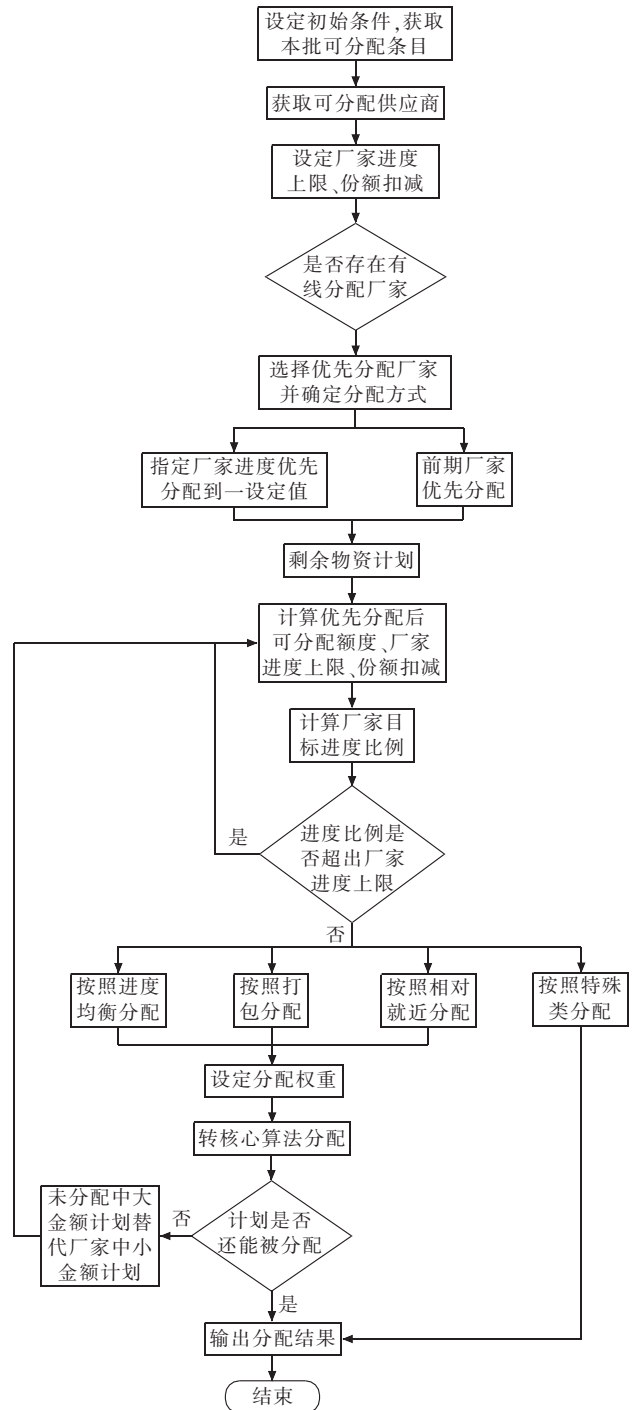 设定初始条件,获取
本批可分配条目
获取可分配供应商
设定厂家进度
上限、份额扣减
是否存在有
线分配厂家
选择优先分配厂家
并确定分配方式
指定厂家进度优先
分配到一设定值
前期厂家
优先分配
剩余物资计划
计算优先分配后
可分配额度、厂家
进度上限、份额扣减
计算厂家目
标进度比例
进度比例是
否超出厂家
进度上限
是
否
按照进度
均衡分配
按照打
包分配
按照相对
就近分配
按照特殊
类分配
设定分配权重
转核心算法分配
计划是否
还能被分配
否
未分配中大
金额计划替
代厂家中小
金额计划
是
输出分配结果
结束